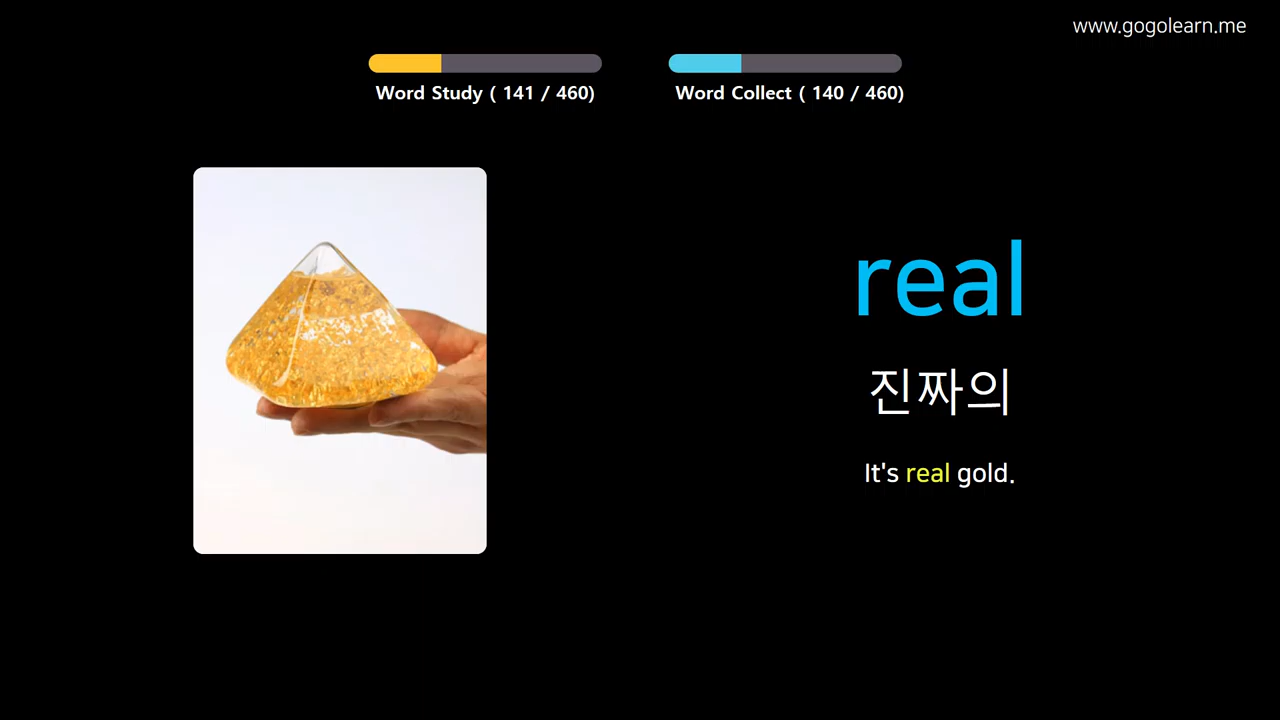 www.gogolearn.me
Word Study ( 141 / 460)
Word Collect ( 140 / 460)
real
진짜의
It's real gold.